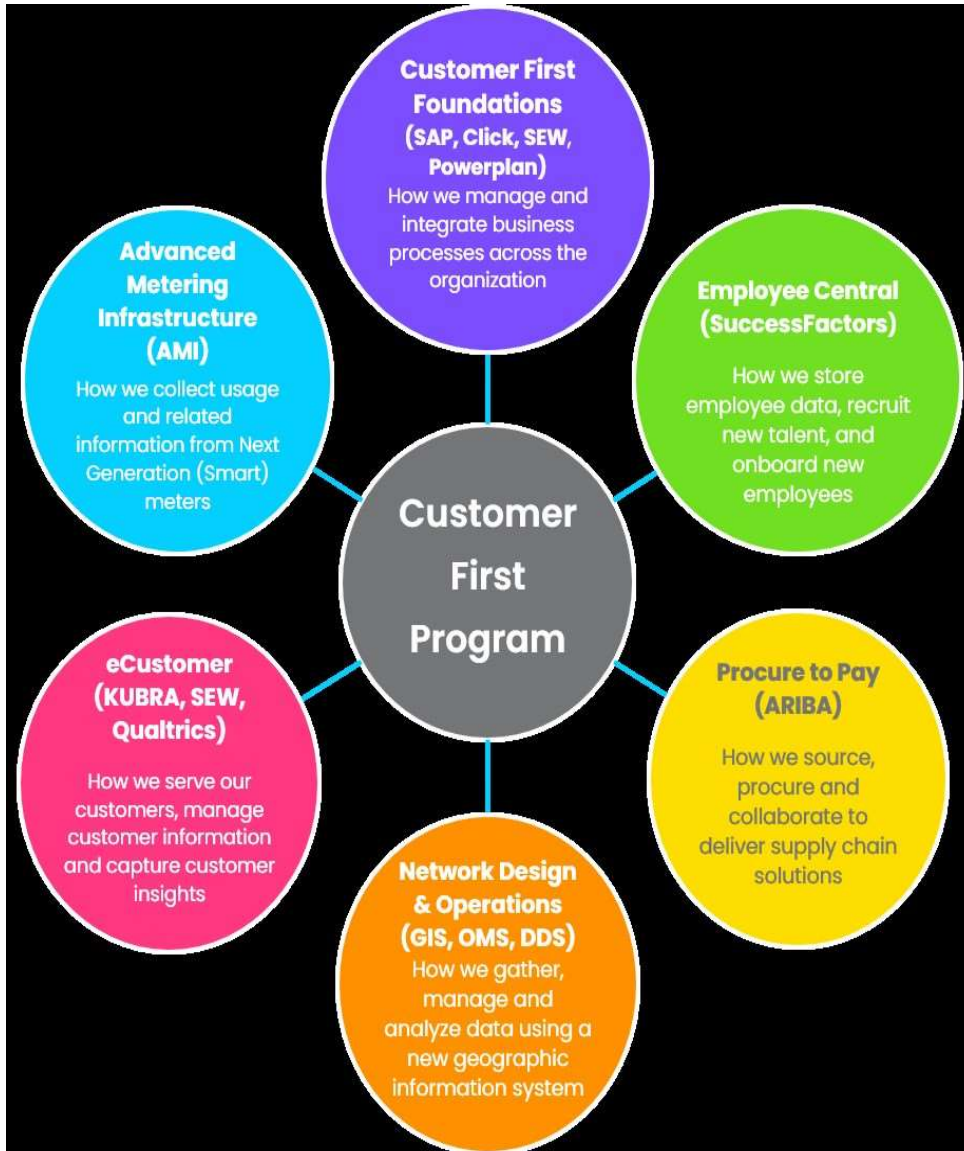 Customer First
Foundations
(SAP, Click, SEW,
Powerplan)
How we manage and
integrate business
processes across the
organization
Advanced
Metering
Infrastructure
(AMI)
How we collect usage
and related
information from Next
Generation (Smart)
meters
Employee Central
(SuccessFactors)
How we store
employee data, recruit
new talent, and
onboard new
employees
Customer
First
Program
eCustomer
(KUBRA, SEW,
Qualtrics)
How we serve our
customers, manage
customer information
and capture customer
insights
Procure to Pay
(ARIBA)
How we source,
procure and
collaborate to
deliver supply chain
solutions
Network Design
& Operations
(GIS, OMS, DDS)
How we gather,
manage and
analyze data using a
new geographic
information system